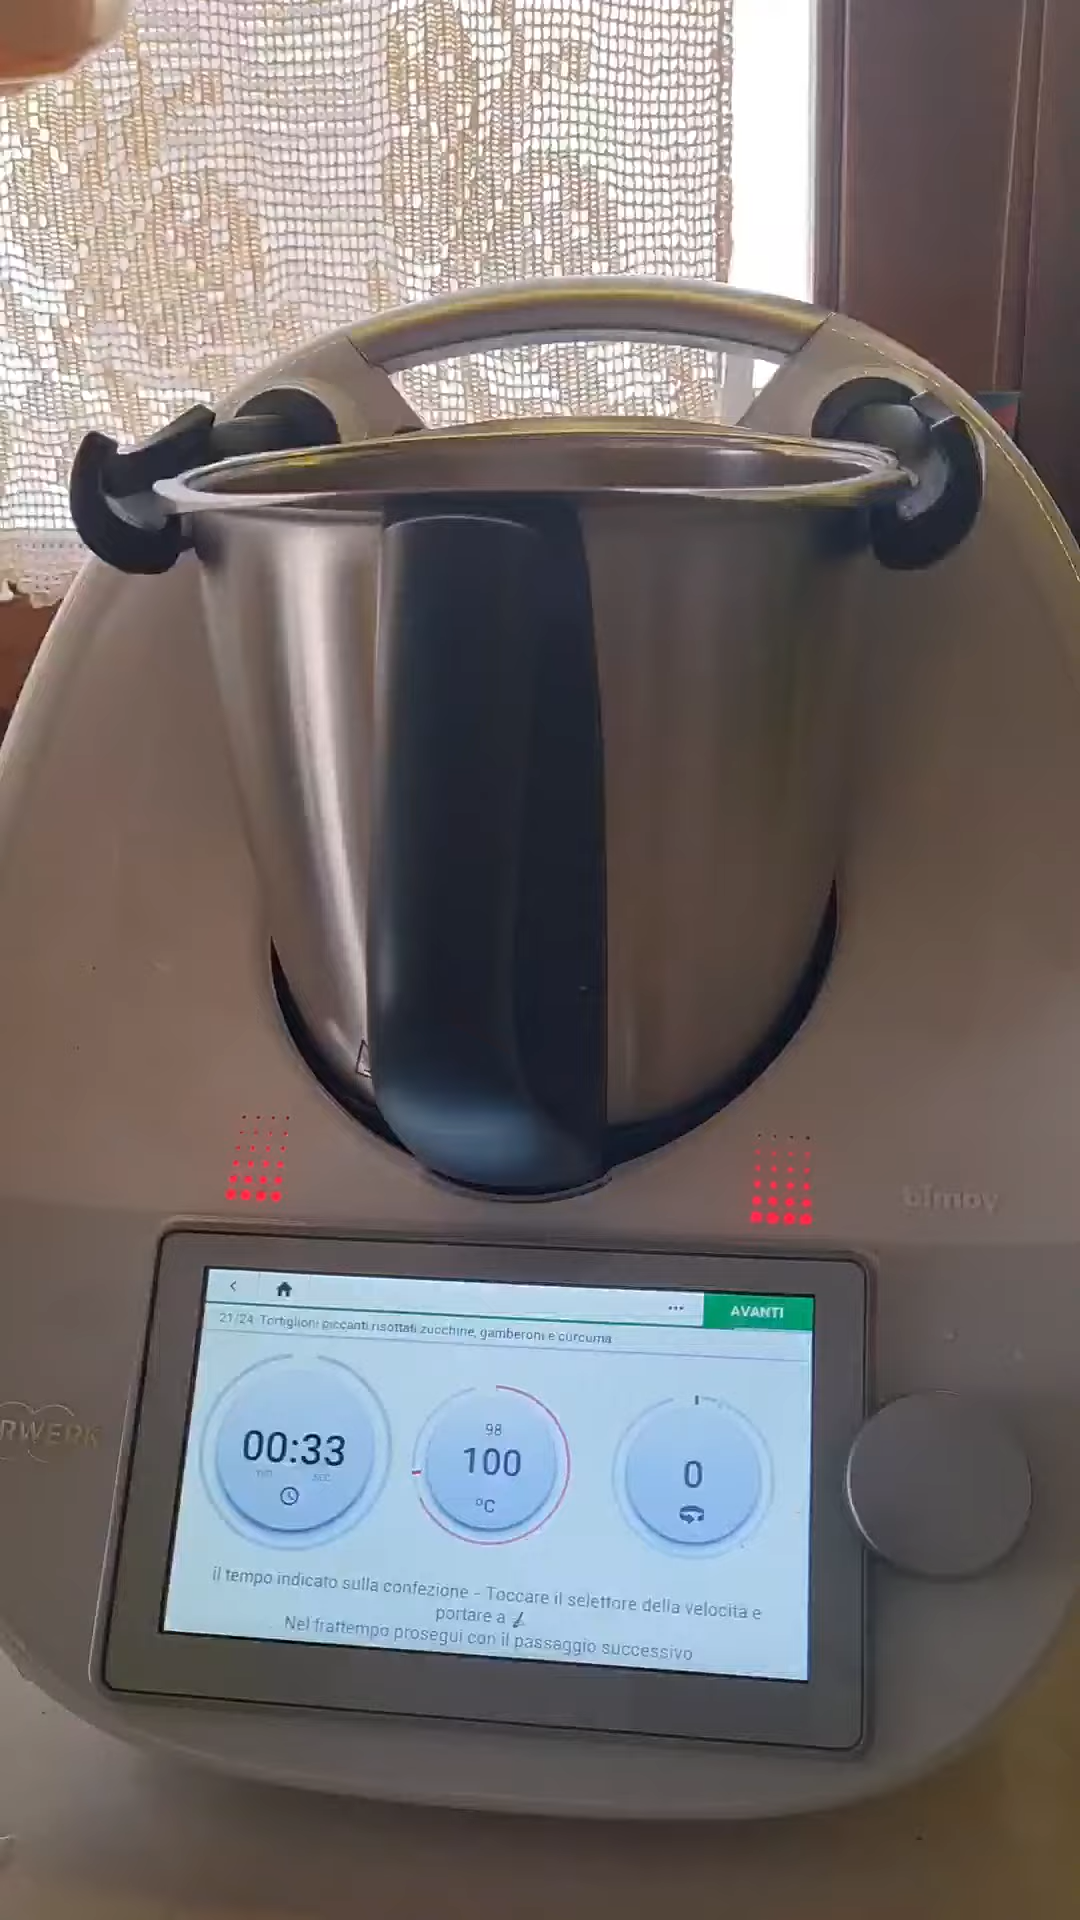 bimby
AVANTI
21/24 Tortiglioni piccanti risottati zucchine, gamberoni e curcuma
00:33
min sec
98
100
°C
0
RWERK
il tempo indicato sulla confezione - Toccare il selettore della velocità e
portare a
Nel frattempo prosegui con il passaggio successivo